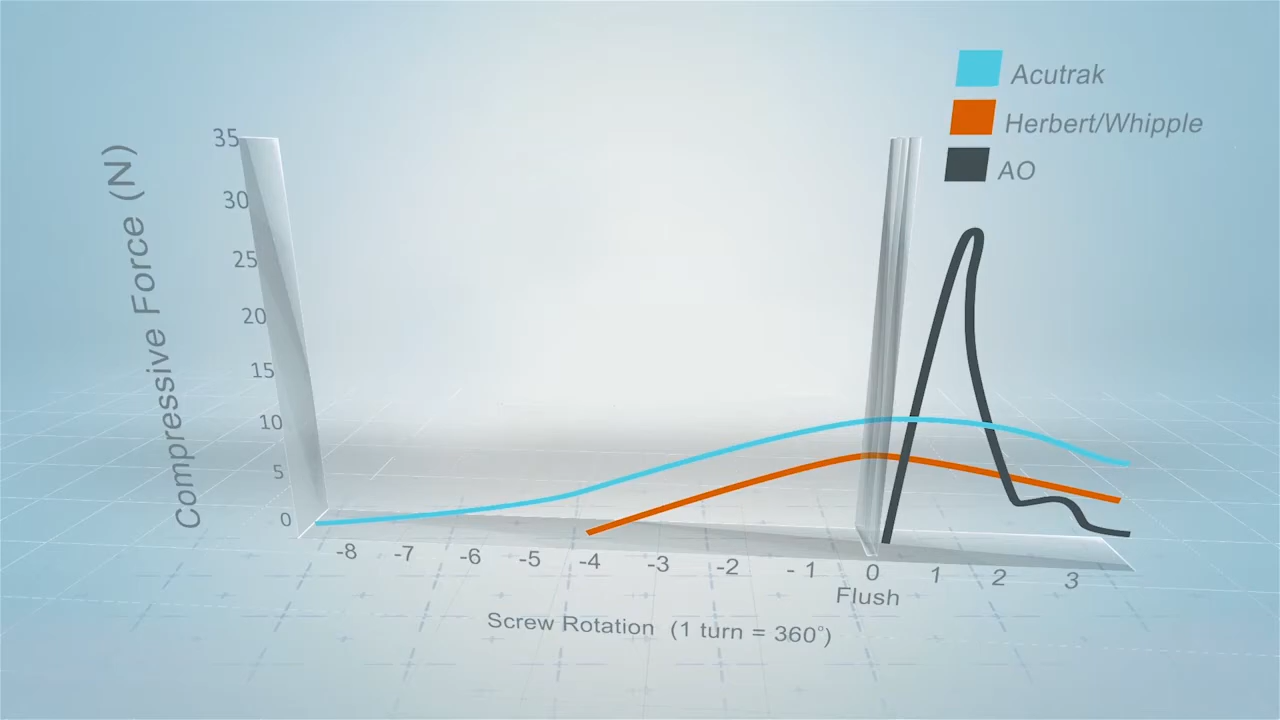 Acutrak
Herbert/Whipple
AO
Compressive Force (N)
35
30
25
20
15
10
5
0
-8 -7 -6 -5 -4 -3 -2 - 1 0 1 2 3
Flush
Screw Rotation (1 turn = 360°)